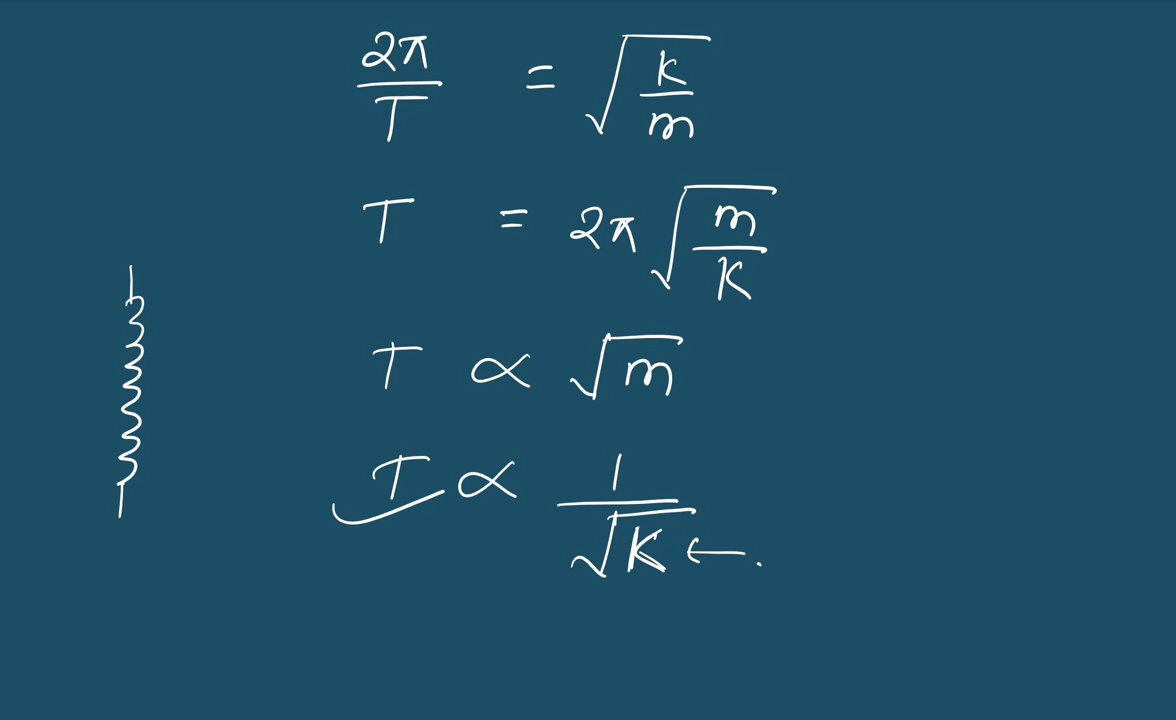 2π/T = √(k/m)
T = 2π √(m/K)
T ∝ √m
T ∝ 1/√K ← .